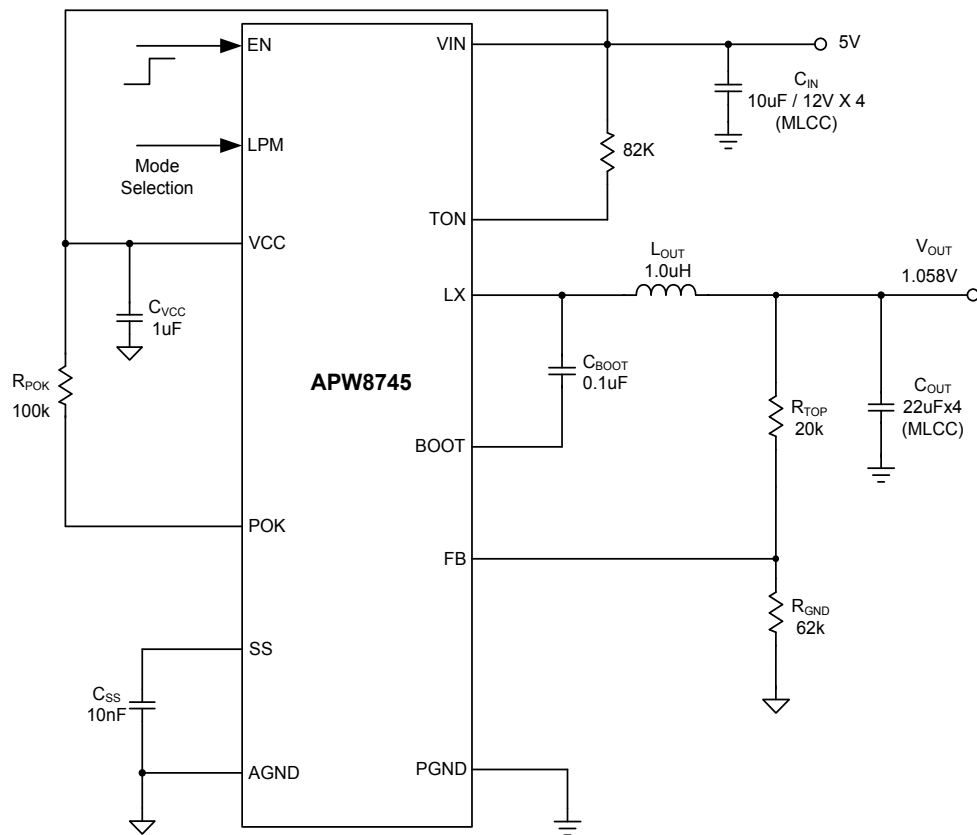 EN
VIN
5V
C_IN
10uF / 12V X 4
(MLCC)
LPM
Mode
Selection
82K
TON
VCC
V_OUT
1.058V
L_OUT
1.0uH
LX
C_VCC
1uF
C_BOOT
0.1uF
R_POK
100k
APW8745
R_TOP
20k
C_OUT
22uFx4
(MLCC)
BOOT
POK
FB
R_GND
62k
SS
C_SS
10nF
AGND
PGND